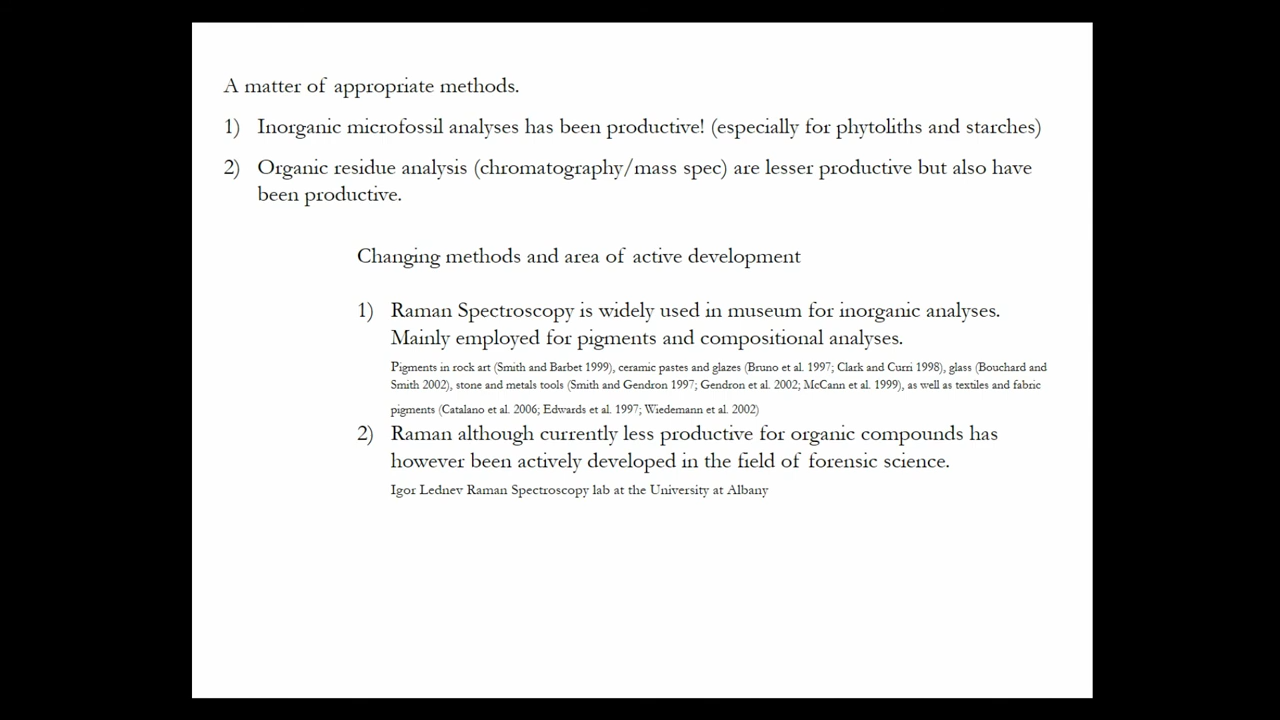 A matter of appropriate methods.
1) Inorganic microfossil analyses has been productive! (especially for phytoliths and starches)
2) Organic residue analysis (chromatography/mass spec) are lesser productive but also have
been productive.
Changing methods and area of active development
1) Raman Spectroscopy is widely used in museum for inorganic analyses.
Mainly employed for pigments and compositional analyses.
Pigments in rock art (Smith and Barbet 1999), ceramic pastes and glazes (Bruno et al. 1997; Clark and Curri 1998), glass (Bouchard and
Smith 2002), stone and metals tools (Smith and Gendron 1997; Gendron et al. 2002; McCann et al. 1999), as well as textiles and fabric
pigments (Catalano et al. 2006; Edwards et al. 1997; Wiedemann et al. 2002)
2) Raman although currently less productive for organic compounds has
however been actively developed in the field of forensic science.
Igor Lednev Raman Spectroscopy lab at the University at Albany